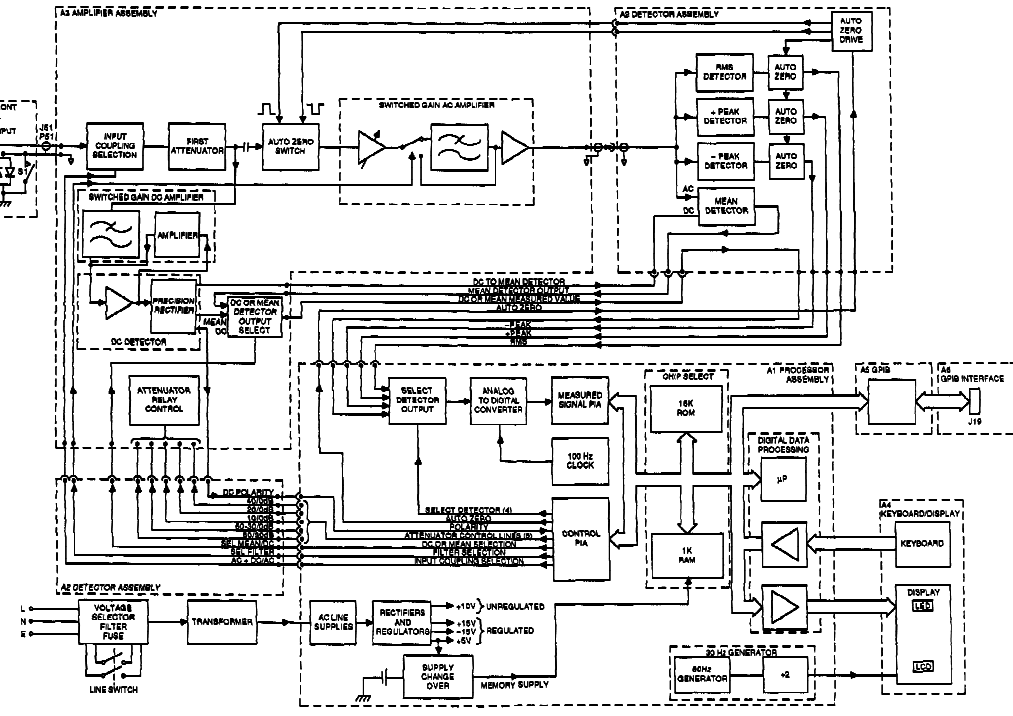 A3 AMPLIFIER ASSEMBLY
A2 DETECTOR ASSEMBLY
AUTO
ZERO
DRIVE
RMS
DETECTOR
AUTO
ZERO
+ PEAK
DETECTOR
AUTO
ZERO
- PEAK
DETECTOR
AUTO
ZERO
AC
DC
MEAN
DETECTOR
ONT
PUT
J51
P51
S1
INPUT
COUPLING
SELECTION
FIRST
ATTENUATOR
AUTO ZERO
SWITCH
SWITCHED GAIN AC AMPLIFIER
SWITCHED GAIN DC AMPLIFIER
AMPLIFIER
PRECISION
RECTIFIER
DC DETECTOR
MEAN
DC
DC OR MEAN
DETECTOR
OUTPUT
SELECT
DC TO MEAN DETECTOR
MEAN DETECTOR OUTPUT
DC OR MEAN MEASURED VALUE
AUTO ZERO
-PEAK
+PEAK
RMS
ATTENUATOR
RELAY
CONTROL
A1 PROCESSOR
ASSEMBLY
SELECT
DETECTOR
OUTPUT
ANALOG
TO DIGITAL
CONVERTER
MEASURED
SIGNAL PIA
100 Hz
CLOCK
CONTROL
PIA
CHIP SELECT
16K
ROM
1K
RAM
DIGITAL DATA
PROCESSING
µP
A5 GPIB
A6
GPIB INTERFACE
J19
A4
KEYBOARD/DISPLAY
KEYBOARD
DISPLAY
LED
LCD
DC POLARITY
40/0dB
20/0dB
10/0dB
60-30/0dB
60/30dB
SEL MEAN/DC
SEL FILTER
AC + DC/AC
SELECT DETECTOR (4)
AUTO ZERO
POLARITY
ATTENUATOR CONTROL LINES (5)
DC OR MEAN SELECTION
FILTER SELECTION
INPUT COUPLING SELECTION
A2 DETECTOR ASSEMBLY
L
N
E
VOLTAGE
SELECTOR
FILTER
FUSE
LINE SWITCH
TRANSFORMER
AC LINE
SUPPLIES
RECTIFIERS
AND
REGULATORS
+10V
UNREGULATED
+15V
-15V
+5V
REGULATED
SUPPLY
CHANGE
OVER
MEMORY SUPPLY
30 Hz GENERATOR
60Hz
GENERATOR
÷2